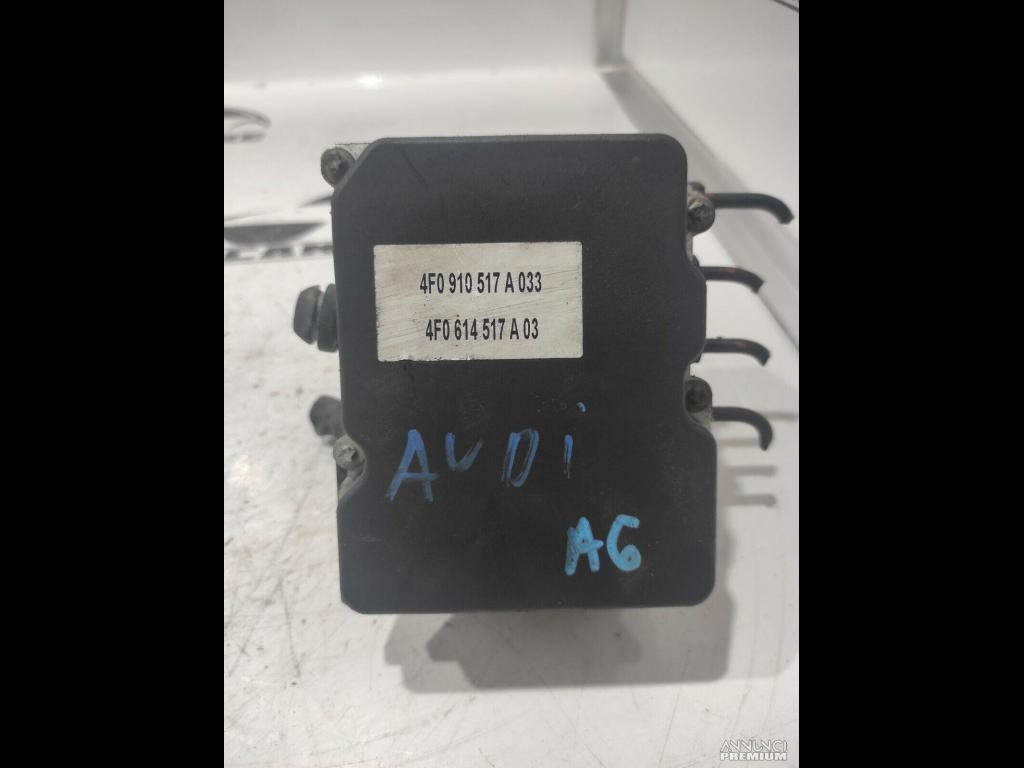 4F0 910 517 A 033
4F0 614 517 A 03
AUDi
A6
ANNUNCI
PREMIUM